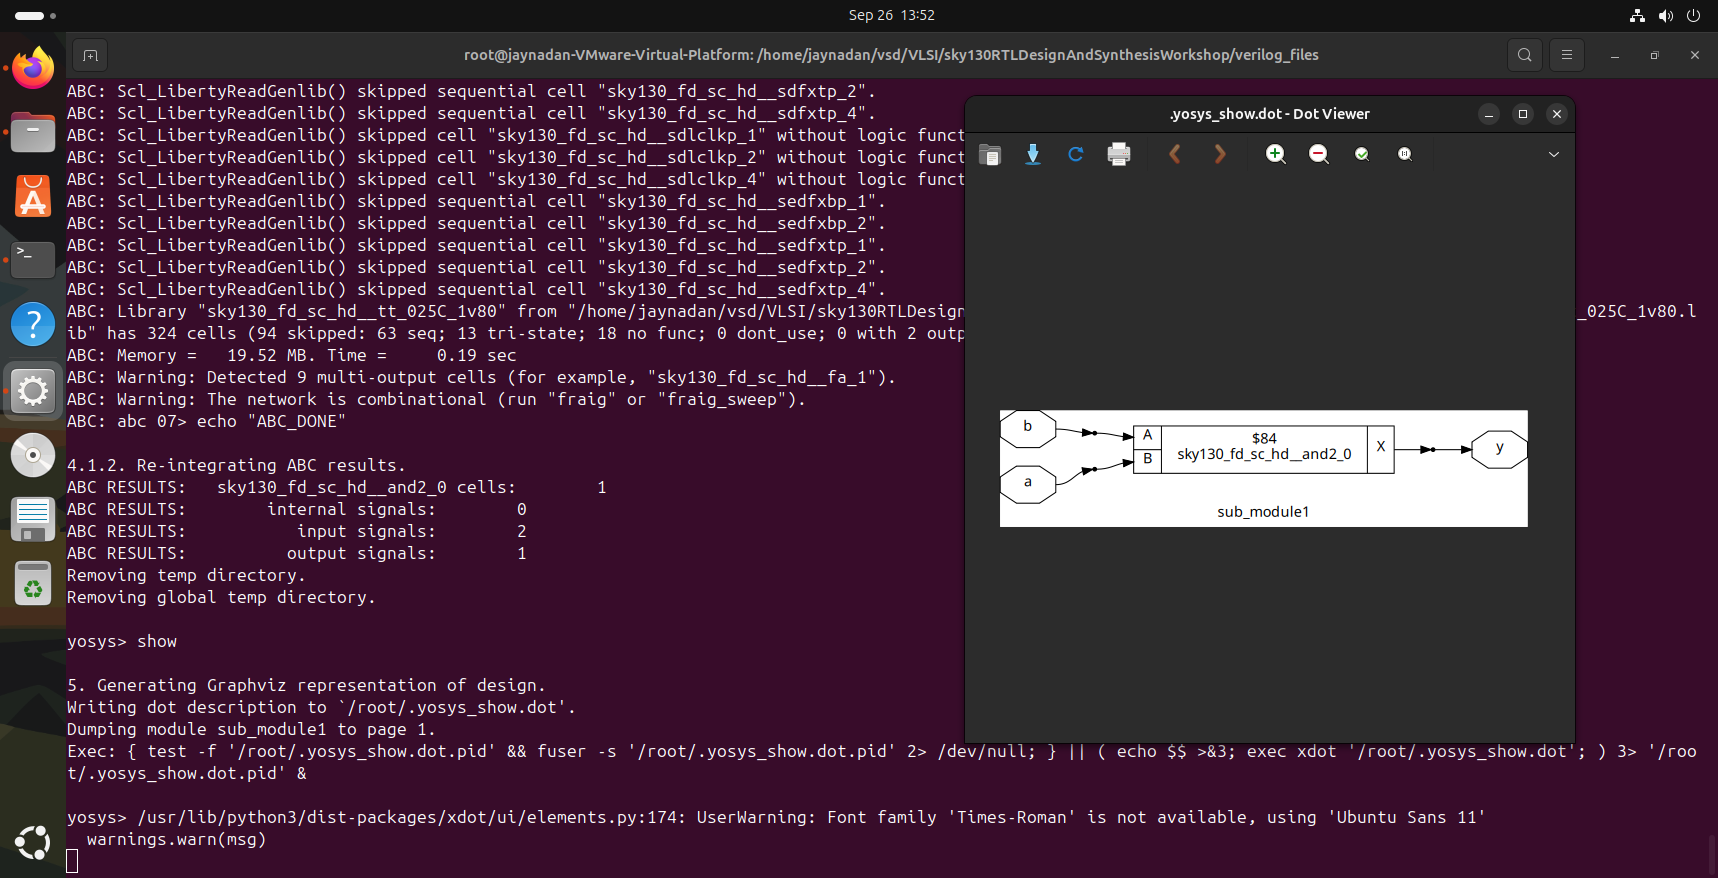 Sep 26 13:52
root@jaynadan-VMware-Virtual-Platform: /home/jaynadan/vsd/VLSI/sky130RTLDesignAndSynthesisWorkshop/verilog_files
ABC: Scl_LibertyReadGenlib() skipped sequential cell "sky130_fd_sc_hd__sdfxtp_2".
ABC: Scl_LibertyReadGenlib() skipped sequential cell "sky130_fd_sc_hd__sdfxtp_4".
ABC: Scl_LibertyReadGenlib() skipped cell "sky130_fd_sc_hd__sdlclkp_1" without logic funct
ABC: Scl_LibertyReadGenlib() skipped cell "sky130_fd_sc_hd__sdlclkp_2" without logic funct
ABC: Scl_LibertyReadGenlib() skipped cell "sky130_fd_sc_hd__sdlclkp_4" without logic funct
ABC: Scl_LibertyReadGenlib() skipped sequential cell "sky130_fd_sc_hd__sedfxbp_1".
ABC: Scl_LibertyReadGenlib() skipped sequential cell "sky130_fd_sc_hd__sedfxbp_2".
ABC: Scl_LibertyReadGenlib() skipped sequential cell "sky130_fd_sc_hd__sedfxtp_1".
ABC: Scl_LibertyReadGenlib() skipped sequential cell "sky130_fd_sc_hd__sedfxtp_2".
ABC: Scl_LibertyReadGenlib() skipped sequential cell "sky130_fd_sc_hd__sedfxtp_4".
ABC: Library "sky130_fd_sc_hd__tt_025C_1v80" from "/home/jaynadan/vsd/VLSI/sky130RTLDesign _025C_1v80.l
ib" has 324 cells (94 skipped: 63 seq; 13 tri-state; 18 no func; 0 dont_use; 0 with 2 outp
ABC: Memory = 19.52 MB. Time = 0.19 sec
ABC: Warning: Detected 9 multi-output cells (for example, "sky130_fd_sc_hd__fa_1").
ABC: Warning: The network is combinational (run "fraig" or "fraig_sweep").
ABC: abc 07> echo "ABC_DONE"
4.1.2. Re-integrating ABC results.
ABC RESULTS: sky130_fd_sc_hd__and2_0 cells: 1
ABC RESULTS: internal signals: 0
ABC RESULTS: input signals: 2
ABC RESULTS: output signals: 1
Removing temp directory.
Removing global temp directory.
yosys> show
5. Generating Graphviz representation of design.
Writing dot description to `/root/.yosys_show.dot'.
Dumping module sub_module1 to page 1.
Exec: { test -f '/root/.yosys_show.dot.pid' && fuser -s '/root/.yosys_show.dot.pid' 2> /dev/null; } || ( echo $$ >&3; exec xdot '/root/.yosys_show.dot'; ) 3> '/roo
t/.yosys_show.dot.pid' &
yosys> /usr/lib/python3/dist-packages/xdot/ui/elements.py:174: UserWarning: Font family 'Times-Roman' is not available, using 'Ubuntu Sans 11'
warnings.warn(msg)
.yosys_show.dot - Dot Viewer
b
a
A
B
$84
sky130_fd_sc_hd__and2_0
X
y
sub_module1